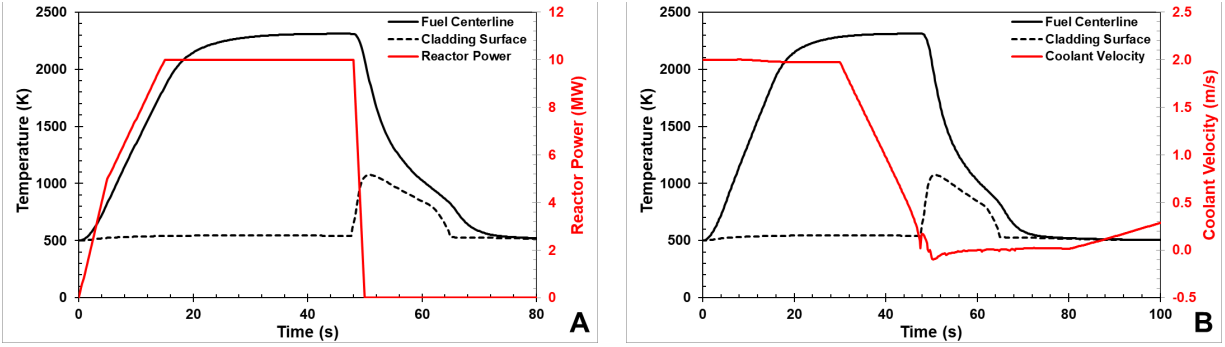 2500
2000
1500
1000
500
0
Temperature (K)
0
20
40
60
80
Time (s)
12
10
8
6
4
2
0
Reactor Power (MW)
Fuel Centerline
Cladding Surface
Reactor Power
A
2500
2000
1500
1000
500
0
Temperature (K)
0
20
40
60
80
100
Time (s)
2.5
2.0
1.5
1.0
0.5
0.0
-0.5
Coolant Velocity (m/s)
Fuel Centerline
Cladding Surface
Coolant Velocity
B